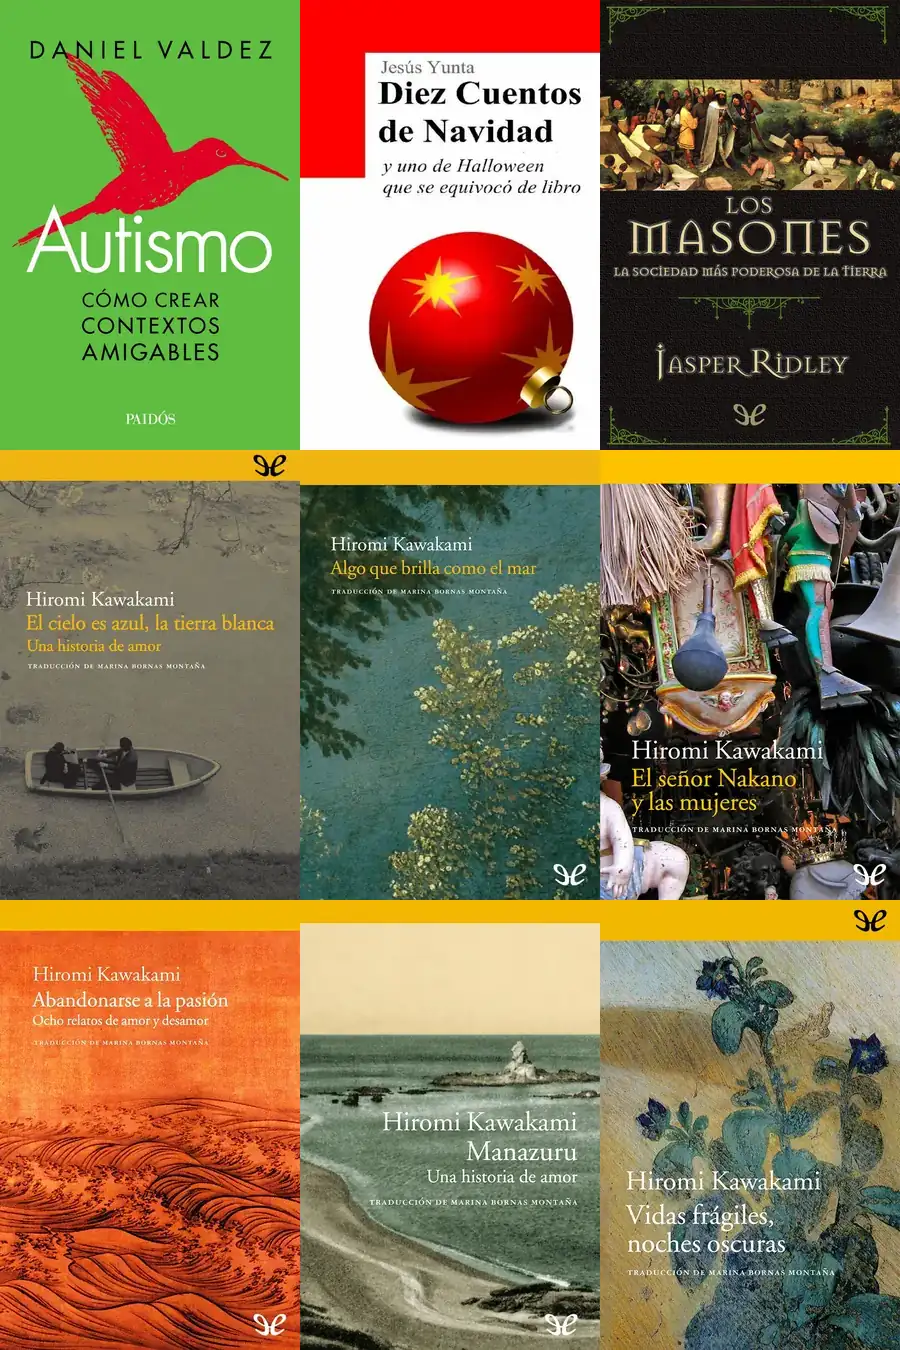 DANIEL VALDEZ
Autismo
CÓMO CREAR
CONTEXTOS
AMIGABLES
PAIDÓS
Jesús Yunta
Diez Cuentos
de Navidad
y uno de Halloween
que se equivocó de libro
LOS
MASONES
LA SOCIEDAD MÁS PODEROSA DE LA TIERRA
JASPER RIDLEY
Hiromi Kawakami
El cielo es azul, la tierra blanca
Una historia de amor
TRADUCCIÓN DE MARINA BORNAS MONTAÑA
Hiromi Kawakami
Algo que brilla como el mar
TRADUCCIÓN DE MARINA BORNAS MONTAÑA
Hiromi Kawakami
El señor Nakano
y las mujeres
TRADUCCIÓN DE MARINA BORNAS MONTAÑA
Hiromi Kawakami
Abandonarse a la pasión
Ocho relatos de amor y desamor
TRADUCCIÓN DE MARINA BORNAS MONTAÑA
Hiromi Kawakami
Manazuru
Una historia de amor
TRADUCCIÓN DE MARINA BORNAS MONTAÑA
Hiromi Kawakami
Vidas frágiles,
noches oscuras
TRADUCCIÓN DE MARINA BORNAS MONTAÑA